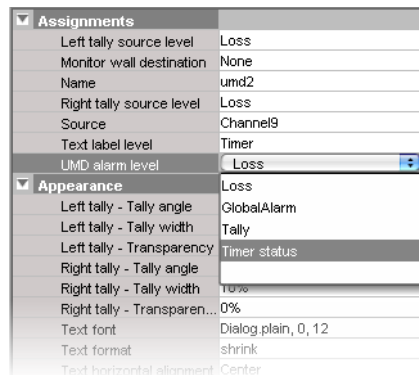 Assignments
Left tally source level Loss
Monitor wall destination None
Name umd2
Right tally source level Loss
Source Channel9
Text label level Timer
UMD alarm level Loss
Appearance Loss
Left tally - Tally angle GlobalAlarm
Left tally - Tally width Tally
Left tally - Transparency Timer status
Right tally - Tally angle
Right tally - Tally width 10%
Right tally - Transparen... 0%
Text font Dialog.plain, 0, 12
Text format shrink
Text horizontal alignment Center